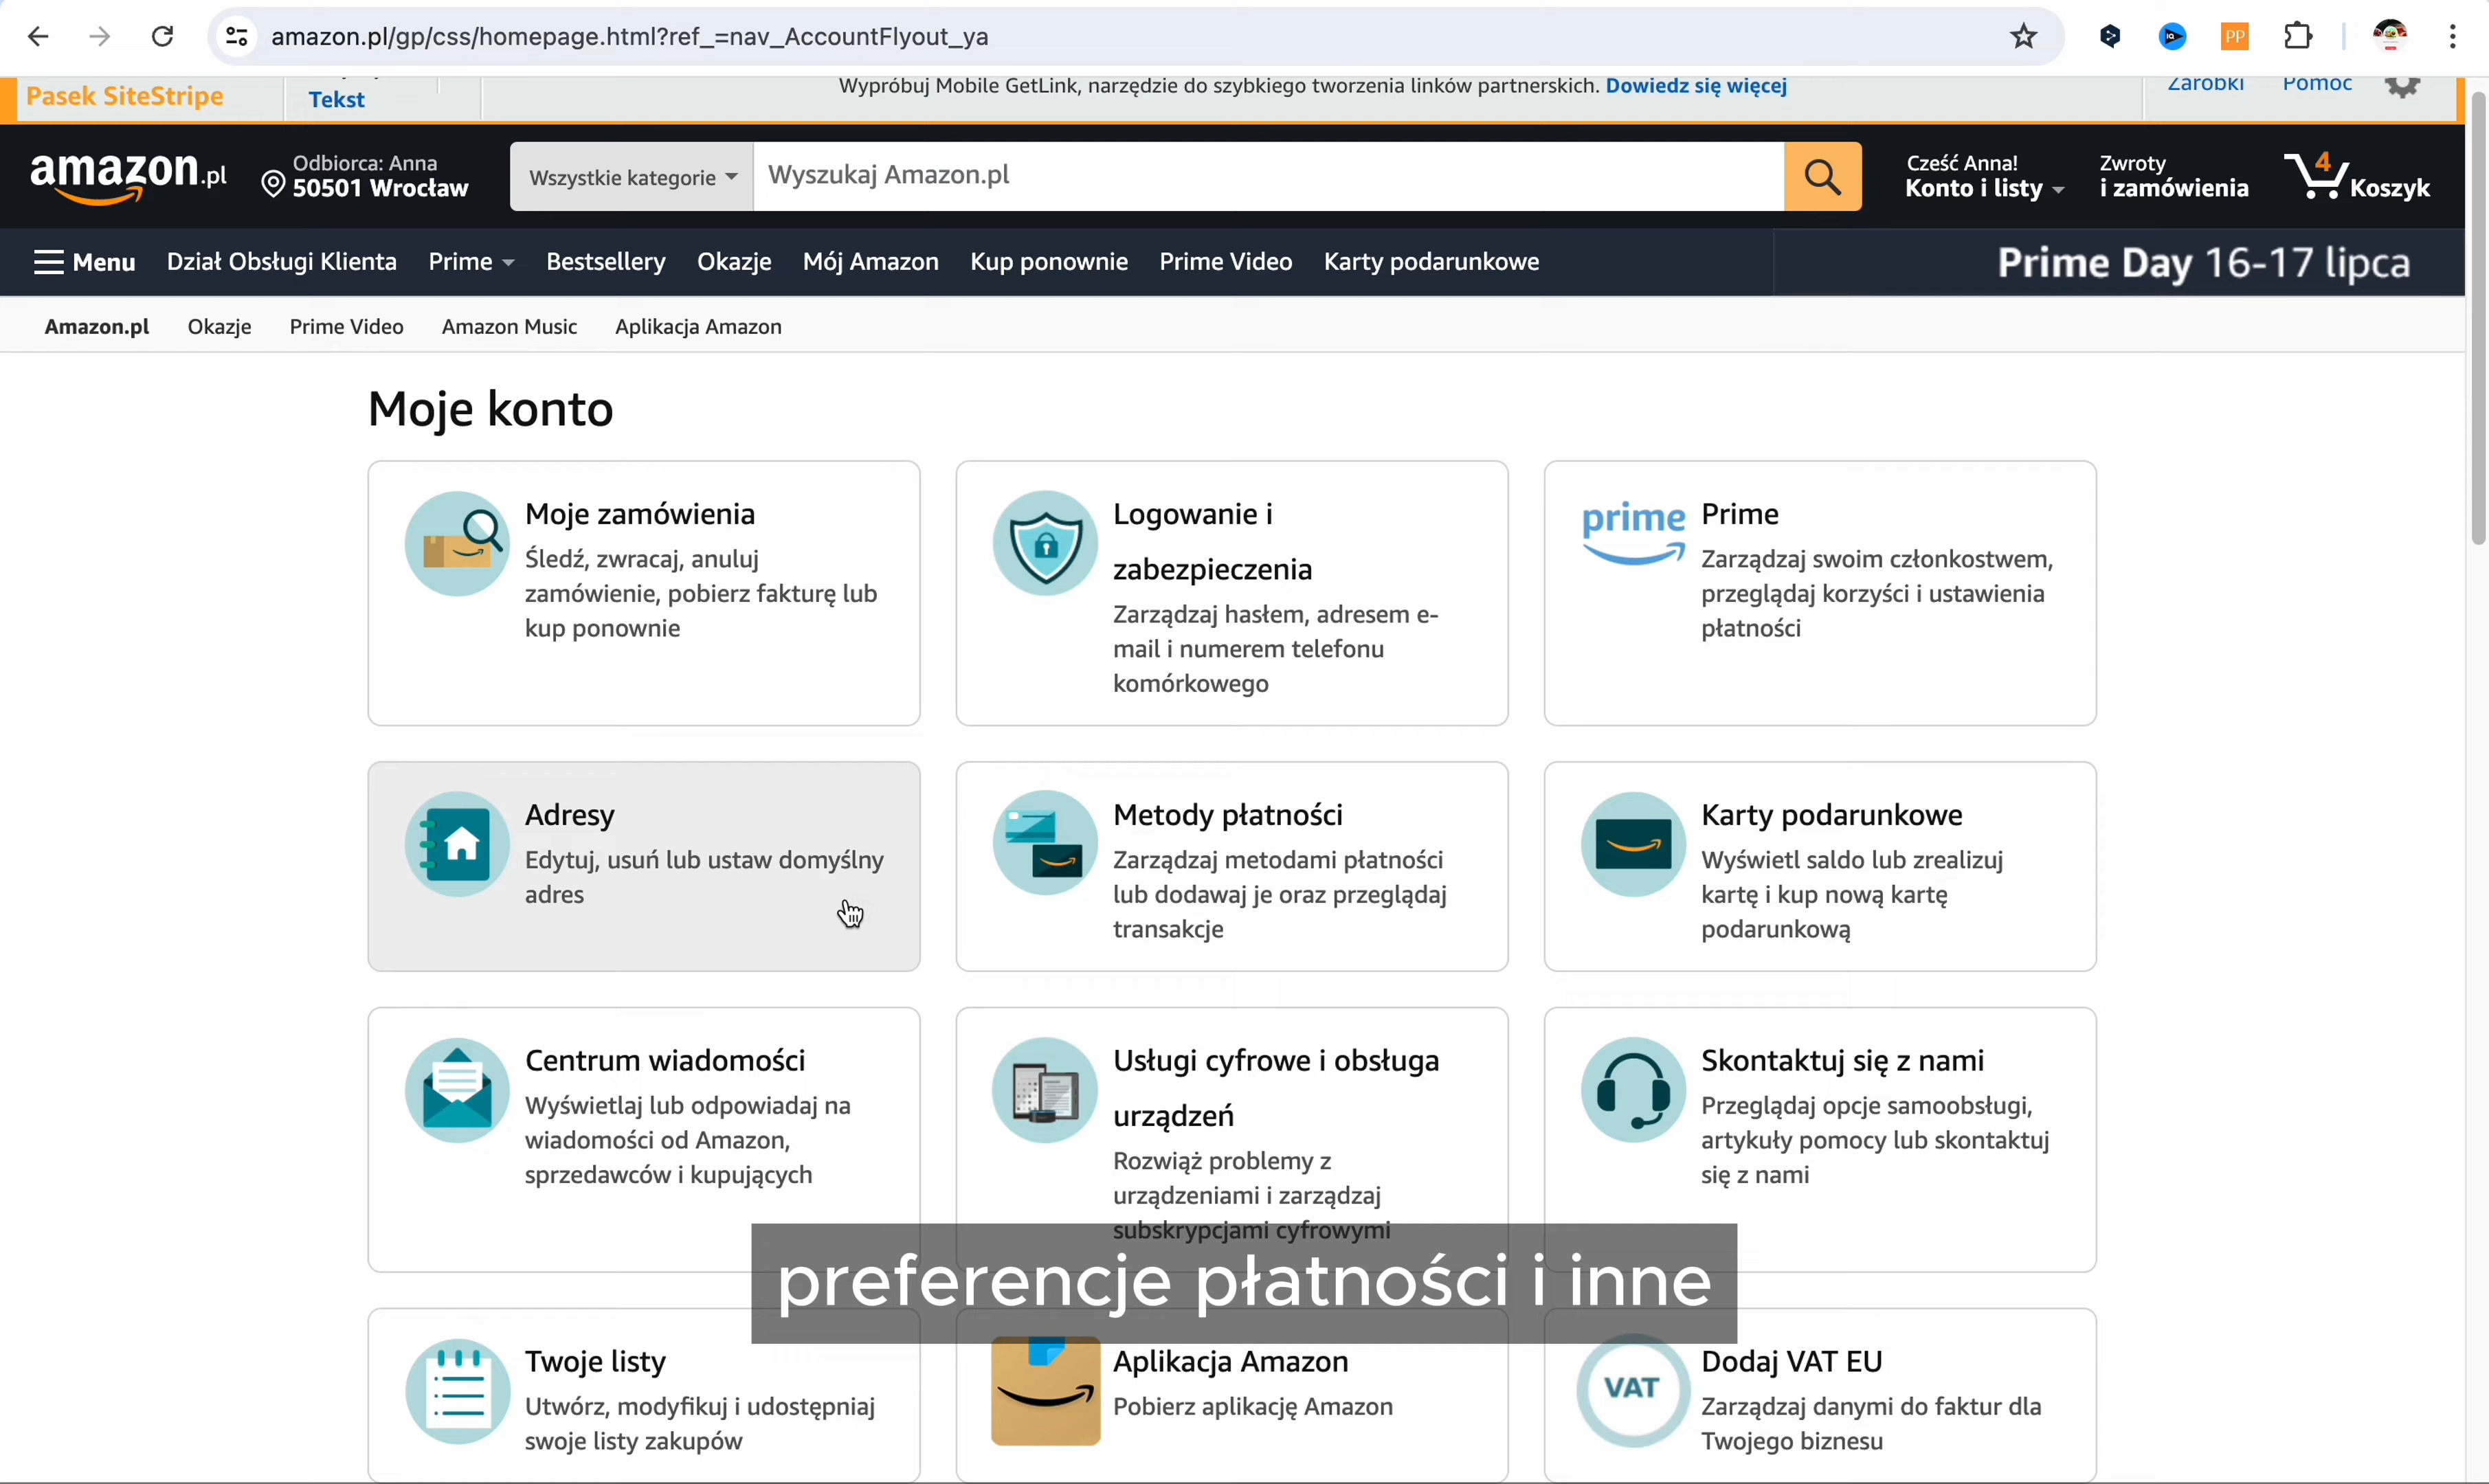 amazon.pl/gp/css/homepage.html?ref_=nav_AccountFlyout_ya
PP
Pasek SiteStripe
Tekst
Wypróbuj Mobile GetLink, narzędzie do szybkiego tworzenia linków partnerskich. Dowiedz się więcej
Zarobki
Pomoc
amazon.pl
Odbiorca: Anna
50501 Wrocław
Wszystkie kategorie
Wyszukaj Amazon.pl
Cześć Anna!
Konto i listy
Zwroty
i zamówienia
4
Koszyk
Menu
Dział Obsługi Klienta
Prime
Bestsellery
Okazje
Mój Amazon
Kup ponownie
Prime Video
Karty podarunkowe
Prime Day 16-17 lipca
Amazon.pl
Okazje
Prime Video
Amazon Music
Aplikacja Amazon
Moje konto
Moje zamówienia
Śledź, zwracaj, anuluj
zamówienie, pobierz fakturę lub
kup ponownie
Logowanie i
zabezpieczenia
Zarządzaj hasłem, adresem e-
mail i numerem telefonu
komórkowego
prime
Prime
Zarządzaj swoim członkostwem,
przeglądaj korzyści i ustawienia
płatności
Adresy
Edytuj, usuń lub ustaw domyślny
adres
Metody płatności
Zarządzaj metodami płatności
lub dodawaj je oraz przeglądaj
transakcje
Karty podarunkowe
Wyświetl saldo lub zrealizuj
kartę i kup nową kartę
podarunkową
Centrum wiadomości
Wyświetlaj lub odpowiadaj na
wiadomości od Amazon,
sprzedawców i kupujących
Usługi cyfrowe i obsługa
urządzeń
Rozwiąż problemy z
urządzeniami i zarządzaj
subskrypcjami cyfrowymi
Skontaktuj się z nami
Przeglądaj opcje samoobsługi,
artykuły pomocy lub skontaktuj
się z nami
preferencje płatności i inne
Twoje listy
Utwórz, modyfikuj i udostępniaj
swoje listy zakupów
Aplikacja Amazon
Pobierz aplikację Amazon
VAT
Dodaj VAT EU
Zarządzaj danymi do faktur dla
Twojego biznesu